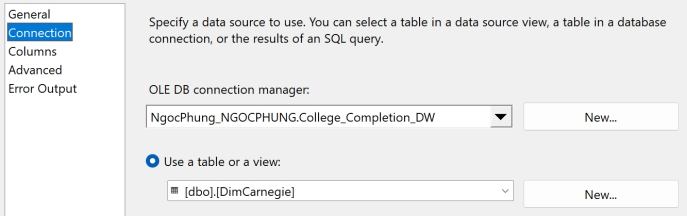 General
Connection
Columns
Advanced
Error Output
Specify a data source to use. You can select a table in a data source view, a table in a database
connection, or the results of an SQL query.
OLE DB connection manager:
NgocPhung_NGOCPHUNG.College_Completion_DW
New...
Use a table or a view:
[dbo].[DimCarnegie]
New...